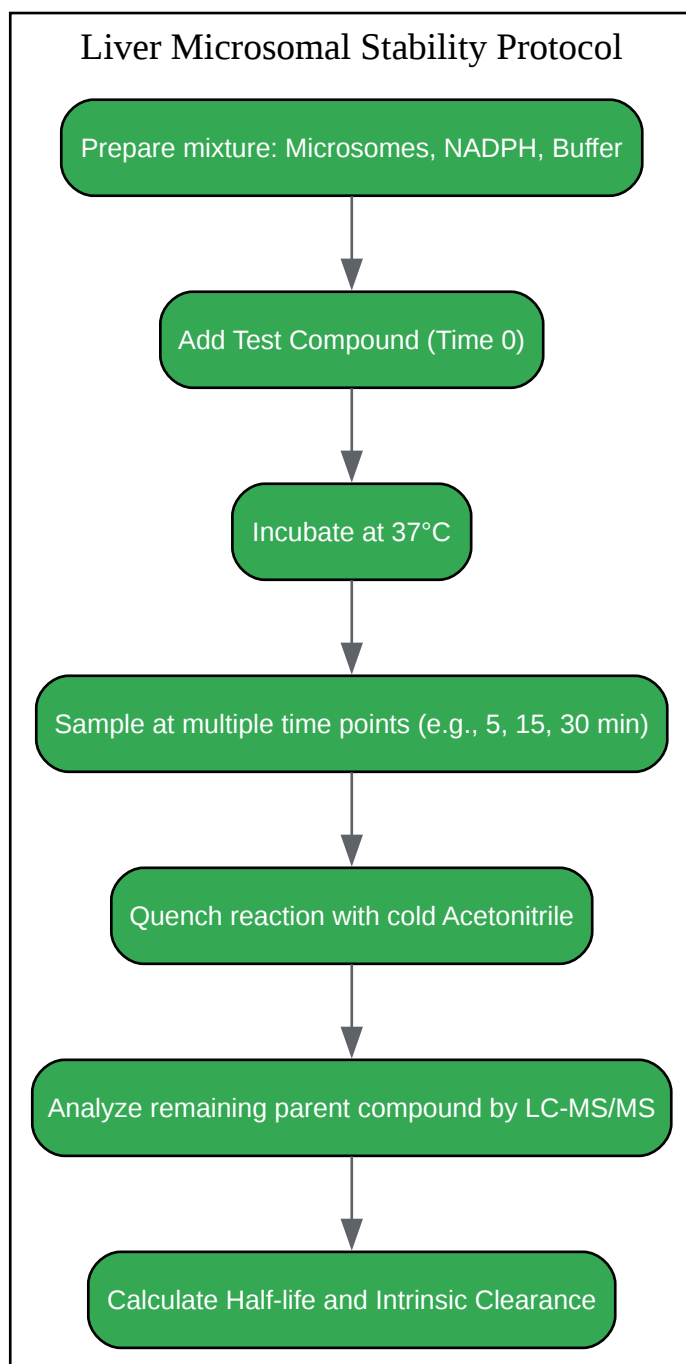 Liver Microsomal Stability Protocol
Prepare mixture: Microsomes, NADPH, Buffer
Add Test Compound (Time 0)
Incubate at 37°C
Sample at multiple time points (e.g., 5, 15, 30 min)
Quench reaction with cold Acetonitrile
Analyze remaining parent compound by LC-MS/MS
Calculate Half-life and Intrinsic Clearance